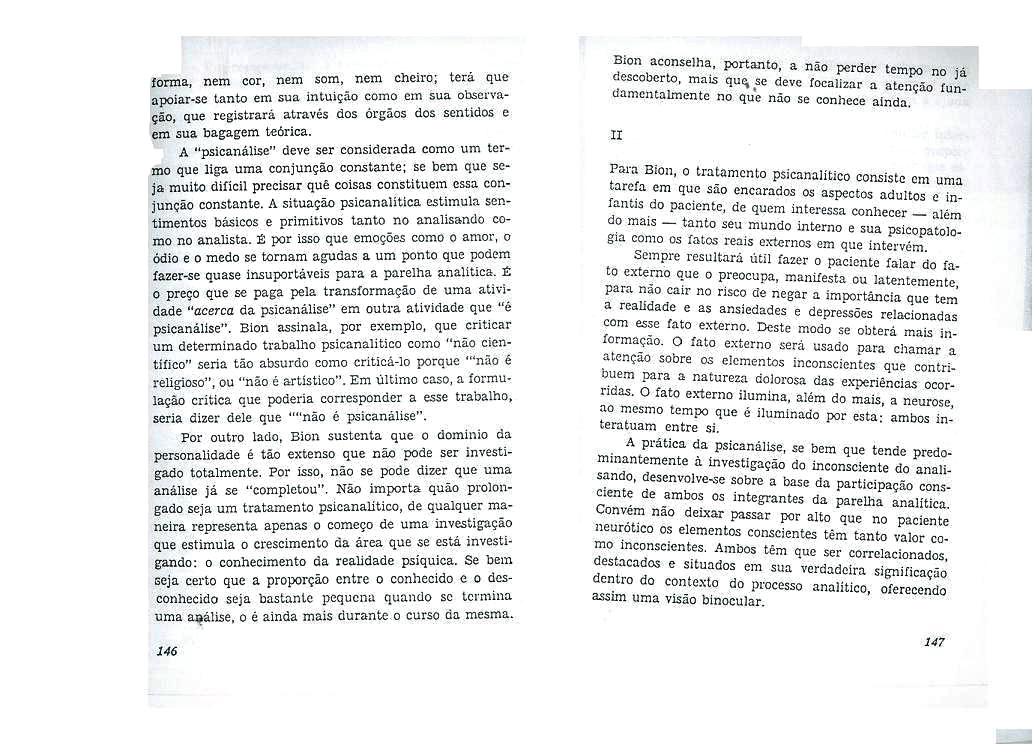 forma, nem cor, nem som, nem cheiro; terá que
apoiar-se tanto em sua intuição como em sua observa-
ção, que registrará através dos órgãos dos sentidos e
em sua bagagem teórica.
A “psicanálise” deve ser considerada como um ter-
mo que liga uma conjunção constante; se bem que se-
ja muito difícil precisar quê coisas constituem essa con-
junção constante. A situação psicanalítica estimula sen-
timentos básicos e primitivos tanto no analisando co-
mo no analista. É por isso que emoções como o amor, o
ódio e o medo se tornam agudas a um ponto que podem
fazer-se quase insuportáveis para a parelha analítica. É
o preço que se paga pela transformação de uma ativi-
dade “acerca da psicanálise” em outra atividade que “é
psicanálise”. Bion assinala, por exemplo, que criticar
um determinado trabalho psicanalítico como “não cien-
tífico” seria tão absurdo como criticá-lo porque “'não é
religioso”, ou “não é artístico”. Em último caso, a formu-
lação crítica que poderia corresponder a esse trabalho,
seria dizer dele que ““não é psicanálise”.
Por outro lado, Bion sustenta que o domínio da
personalidade é tão extenso que não pode ser investi-
gado totalmente. Por isso, não se pode dizer que uma
análise já se “completou”. Não importa quão prolon-
gado seja um tratamento psicanalítico, de qualquer ma-
neira representa apenas o começo de uma investigação
que estimula o crescimento da área que se está investi-
gando: o conhecimento da realidade psíquica. Se bem
seja certo que a proporção entre o conhecido e o des-
conhecido seja bastante pequena quando se termina
uma análise, o é ainda mais durante o curso da mesma.
146
Bion aconselha, portanto, a não perder tempo no já
descoberto, mais que se deve focalizar a atenção fun-
damentalmente no que não se conhece ainda.
II
Para Bion, o tratamento psicanalítico consiste em uma
tarefa em que são encarados os aspectos adultos e in-
fantis do paciente, de quem interessa conhecer — além
do mais — tanto seu mundo interno e sua psicopatolo-
gia como os fatos reais externos em que intervém.
Sempre resultará útil fazer o paciente falar do fa-
to externo que o preocupa, manifesta ou latentemente,
para não cair no risco de negar a importância que tem
a realidade e as ansiedades e depressões relacionadas
com esse fato externo. Deste modo se obterá mais in-
formação. O fato externo será usado para chamar a
atenção sobre os elementos inconscientes que contri-
buem para a natureza dolorosa das experiências ocor-
ridas. O fato externo ilumina, além do mais, a neurose,
ao mesmo tempo que é iluminado por esta: ambos in-
teratuam entre si.
A prática da psicanálise, se bem que tende predo-
minantemente à investigação do inconsciente do anali-
sando, desenvolve-se sobre a base da participação cons-
ciente de ambos os integrantes da parelha analítica.
Convém não deixar passar por alto que no paciente
neurótico os elementos conscientes têm tanto valor co-
mo inconscientes. Ambos têm que ser correlacionados,
destacados e situados em sua verdadeira significação
dentro do contexto do processo analítico, oferecendo
assim uma visão binocular.
147